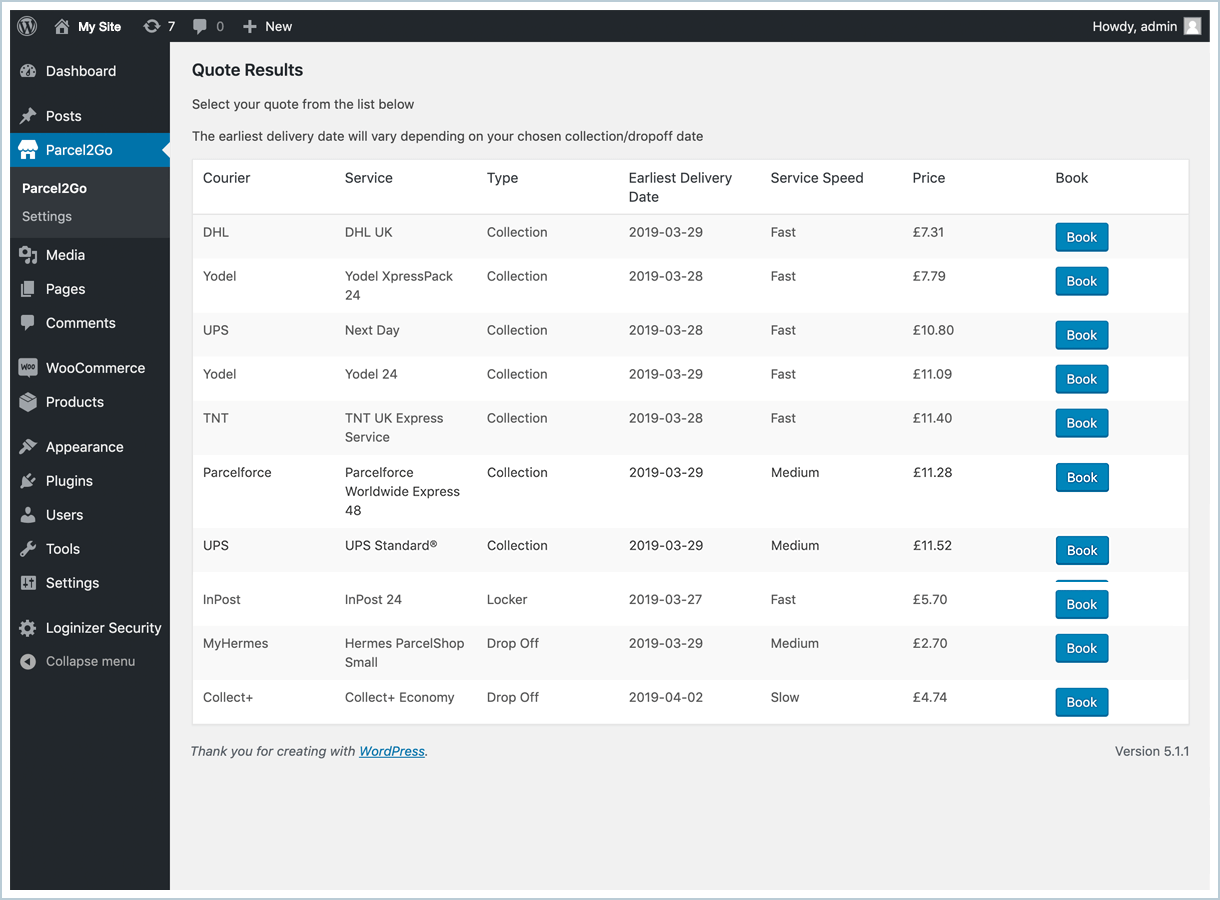 My Site 7 0 New Howdy, admin
Dashboard
Posts
Parcel2Go
Parcel2Go
Settings
Media
Pages
Comments
WOO WooCommerce
Products
Appearance
Plugins
Users
Tools
Settings
Loginizer Security
Collapse menu
Quote Results
Select your quote from the list below
The earliest delivery date will vary depending on your chosen collection/dropoff date
Courier Service Type Earliest Delivery Service Speed Price Book
Date
DHL DHL UK Collection 2019-03-29 Fast £7.31 Book
Yodel Yodel XpressPack Collection 2019-03-28 Fast £7.79 Book
24
UPS Next Day Collection 2019-03-28 Fast £10.80 Book
Yodel Yodel 24 Collection 2019-03-29 Fast £11.09 Book
TNT TNT UK Express Collection 2019-03-28 Fast £11.40 Book
Service
Parcelforce Parcelforce Collection 2019-03-29 Medium £11.28 Book
Worldwide Express
48
UPS UPS Standard® Collection 2019-03-29 Medium £11.52 Book
InPost InPost 24 Locker 2019-03-27 Fast £5.70 Book
MyHermes Hermes ParcelShop Drop Off 2019-03-29 Medium £2.70 Book
Small
Collect+ Collect+ Economy Drop Off 2019-04-02 Slow £4.74 Book
Thank you for creating with WordPress. Version 5.1.1